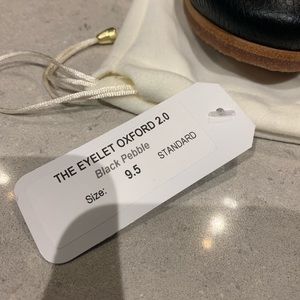 THE EYELET OXFORD 2.0
Black Pebble
Size: 9.5 STANDARD